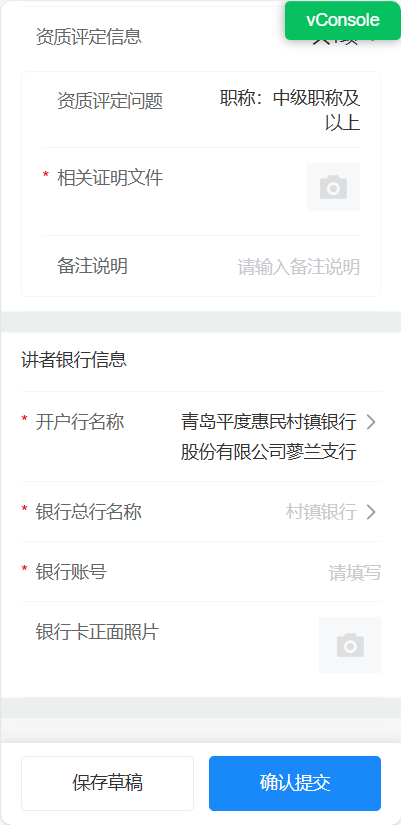 vConsole
资质评定信息
资质评定问题
职称：中级职称及
以上
* 相关证明文件
备注说明
请输入备注说明
讲者银行信息
* 开户行名称
青岛平度惠民村镇银行
股份有限公司蓼兰支行
* 银行总行名称
村镇银行
* 银行账号
请填写
银行卡正面照片
保存草稿
确认提交